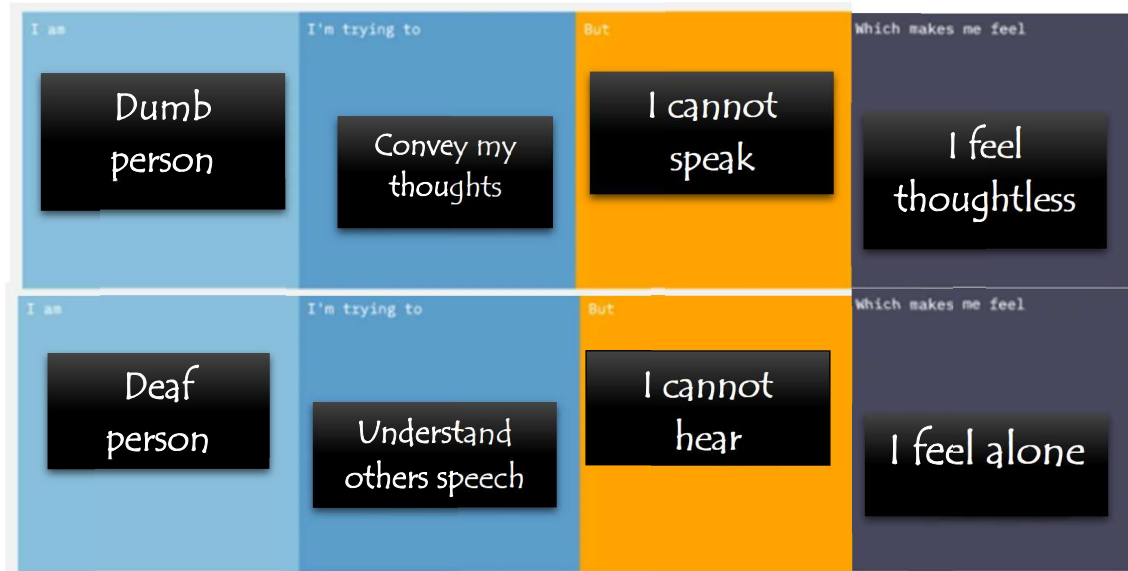 I am
Dumb
person
I'm trying to
Convey my
thoughts
But
I cannot
speak
Which makes me feel
I feel
thoughtless
I am
Deaf
person
I'm trying to
Understand
others speech
But
I cannot
hear
Which makes me feel
I feel alone